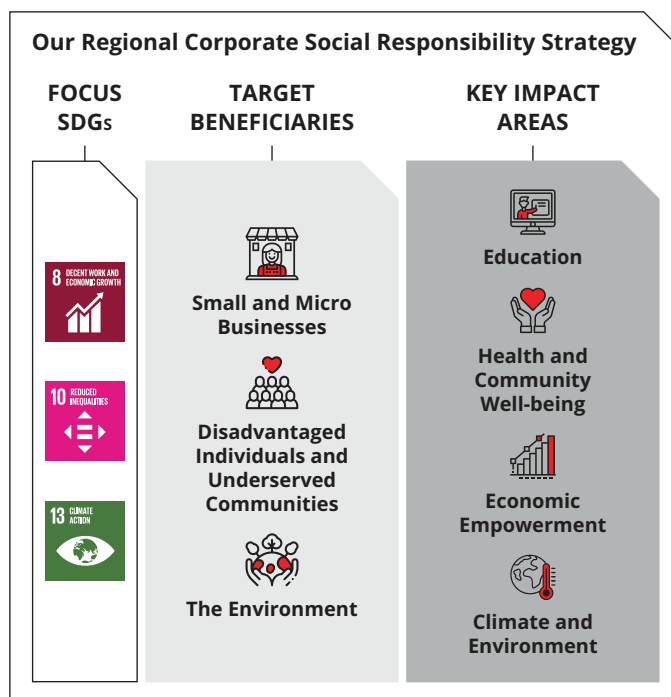 Our Regional Corporate Social Responsibility Strategy
FOCUS
SDGs
TARGET
BENEFICIARIES
KEY IMPACT
AREAS
8 DECENT WORK AND
ECONOMIC GROWTH
10 REDUCED
INEQUALITIES
13 CLIMATE
ACTION
Small and Micro
Businesses
Disadvantaged
Individuals and
Underserved
Communities
The Environment
Education
Health and
Community
Well-being
Economic
Empowerment
Climate and
Environment